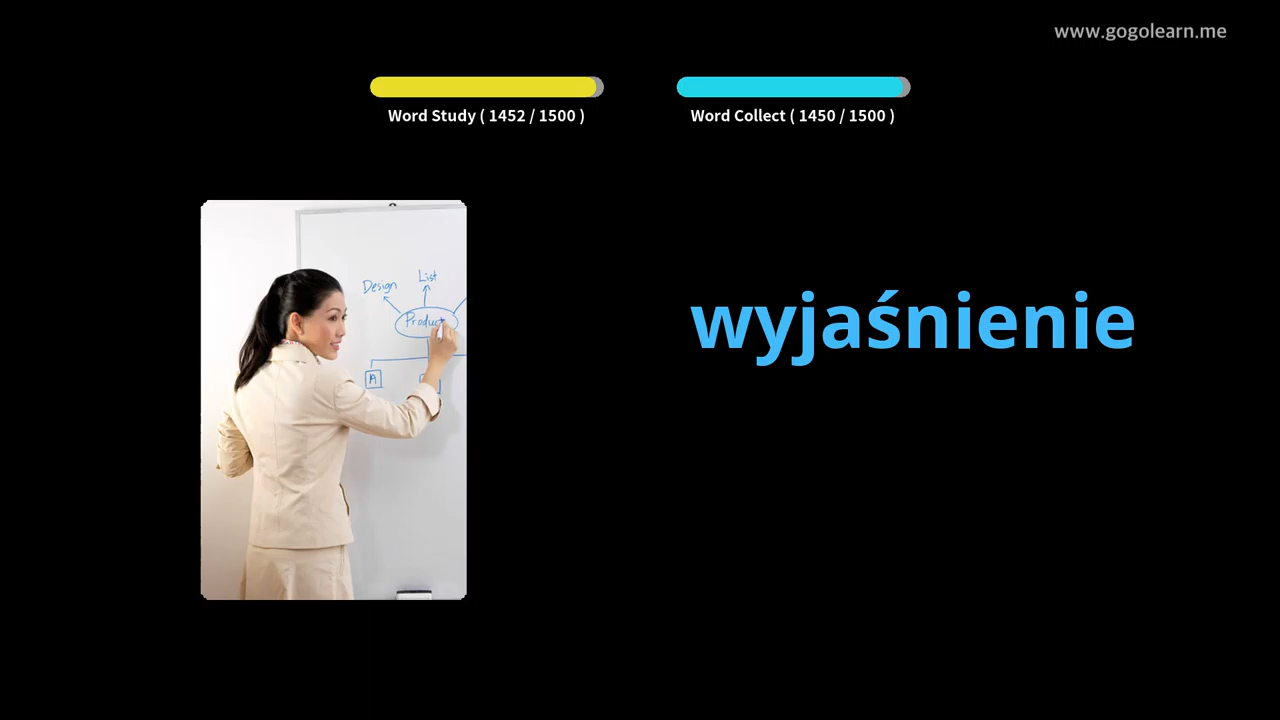 www.gogolearn.me
Word Study ( 1452 / 1500 )
Word Collect ( 1450 / 1500 )
wyjaśnienie
List
Design
Product
A